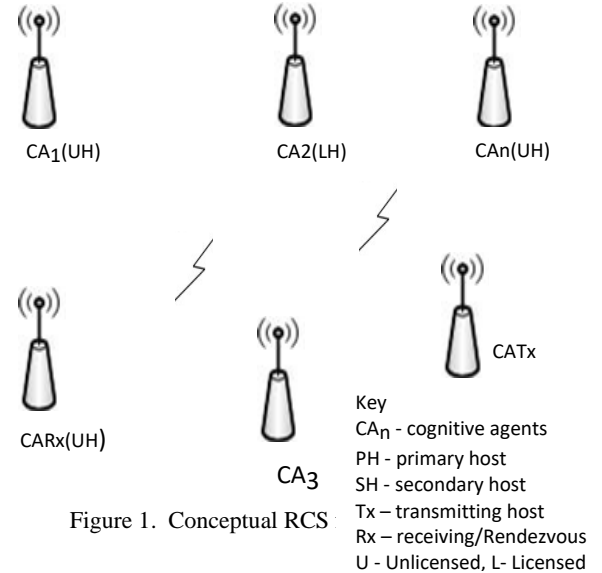 CA1(UH)
CA2(LH)
CAn(UH)
CATx
CARx(UH)
CA3
Key
CAn - cognitive agents
PH - primary host
SH - secondary host
Tx – transmitting host
Rx – receiving/Rendezvous
U - Unlicensed, L- Licensed
Figure 1. Conceptual RCS